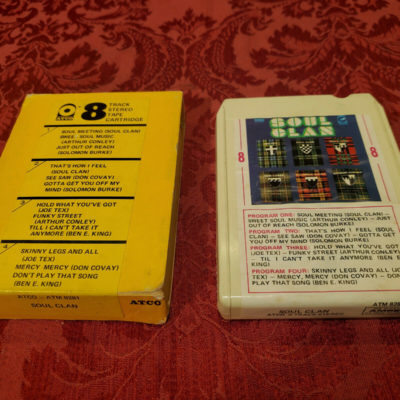 ATCO
8 TRACK
STEREO
TAPE
CARTRIDGE
SOUL MEETING (SOUL CLAN)
SWEE.. SOUL MUSIC
(ARTHUR CONLEY)
JUST OUT OF REACH
(SOLOMON BURKE)
THAT'S HOW I FEEL
(SOUL CLAN)
SEE SAW (DON COVAY)
GOTTA GET YOU OFF MY
MIND (SOLOMON BURKE)
HOLD WHAT YOU'VE GOT
(JOE TEX)
FUNKY STREET
(ARTHUR CONLEY)
TILL I CAN'T TAKE IT
ANYMORE (BEN E. KING)
SKINNY LEGS AND ALL
(JOE TEX)
MERCY, MERCY (DON COVAY)
DON'T PLAY THAT SONG
(BEN E. KING)
ATCO — ATM 8281
SOUL CLAN
ATCO
SOUL
CLAN
8
8
PROGRAM ONE: SOUL MEETING (SOUL CLAN) —
SWEET SOUL MUSIC (ARTHUR CONLEY) — JUST
OUT OF REACH (SOLOMON BURKE)
PROGRAM TWO: THAT'S HOW I FEEL (SOUL
CLAN) — SEE SAW (DON COVAY) — GOTTA GET
YOU OFF MY MIND (SOLOMON BURKE)
PROGRAM THREE: HOLD WHAT YOU'VE GOT (JOE
TEX) — FUNKY STREET (ARTHUR CONLEY)
— TIL I CAN'T TAKE IT ANYMORE (BEN E.
KING)
PROGRAM FOUR: SKINNY LEGS AND ALL (JOE
TEX) — MERCY, MERCY (DON COVAY) — DON'T
PLAY THAT SONG (BEN E. KING)
SOUL CLAN
ATM